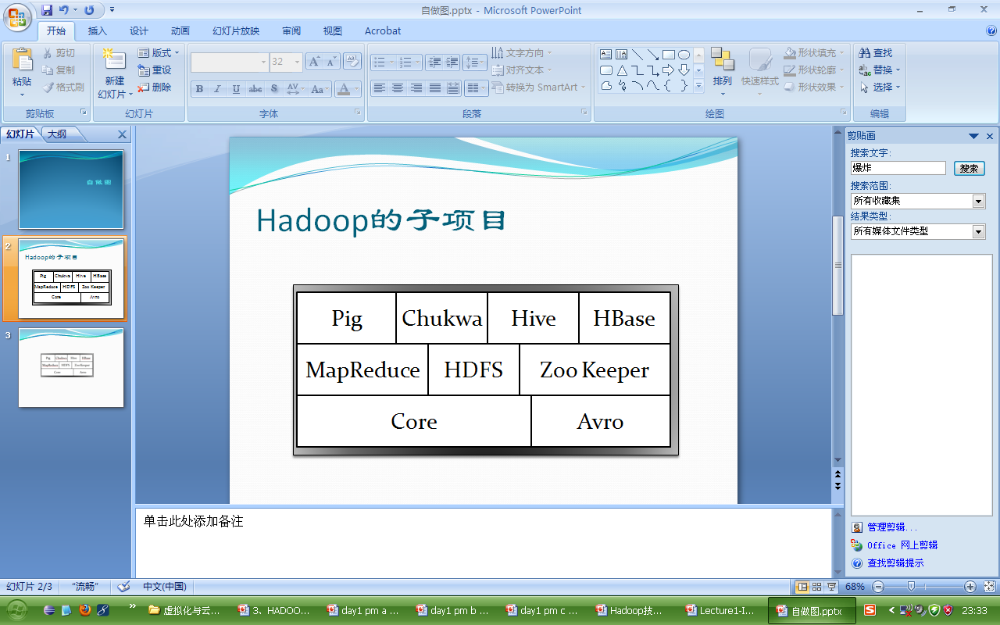 自做图.pptx - Microsoft PowerPoint
开始 插入 设计 动画 幻灯片放映 审阅 视图 Acrobat
粘贴
剪切
复制
格式刷
剪贴板
新建
幻灯片
版式
重设
删除
幻灯片
32
B I U abc S AV Aa A
字体
文字方向
对齐文本
转换为 SmartArt
段落
排列
快速样式
形状填充
形状轮廓
形状效果
绘图
查找
替换
选择
编辑
幻灯片 大纲
1
自做图
2
Hadoop的子项目
Pig Chukwa Hive HBase
MapReduce HDFS Zoo Keeper
Core Avro
3
Pig Chukwa Hive HBase
MapReduce HDFS Zoo Keeper
Core Avro
Hadoop的子项目
Pig Chukwa Hive HBase
MapReduce HDFS Zoo Keeper
Core Avro
单击此处添加备注
剪贴画
搜索文字:
爆炸 搜索
搜索范围:
所有收藏集
结果类型:
所有媒体文件类型
管理剪辑...
Office 网上剪辑
查找剪辑提示
幻灯片 2/3 "流畅" 中文(中国) 68%
虚拟化与云... 3、HADOO... day1 pm a ... day1 pm b ... day1 pm c ... Hadoop技... Lecture1-I... 自做图.pptx 23:33